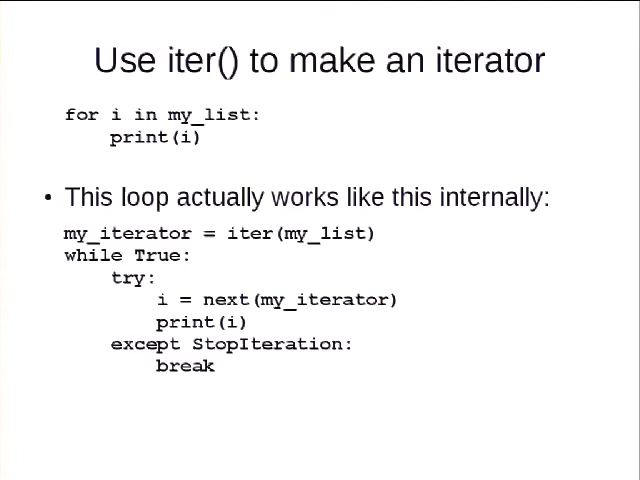 Use iter() to make an iterator
for i in my_list:
    print(i)
• This loop actually works like this internally:
my_iterator = iter(my_list)
while True:
    try:
        i = next(my_iterator)
        print(i)
    except StopIteration:
        break